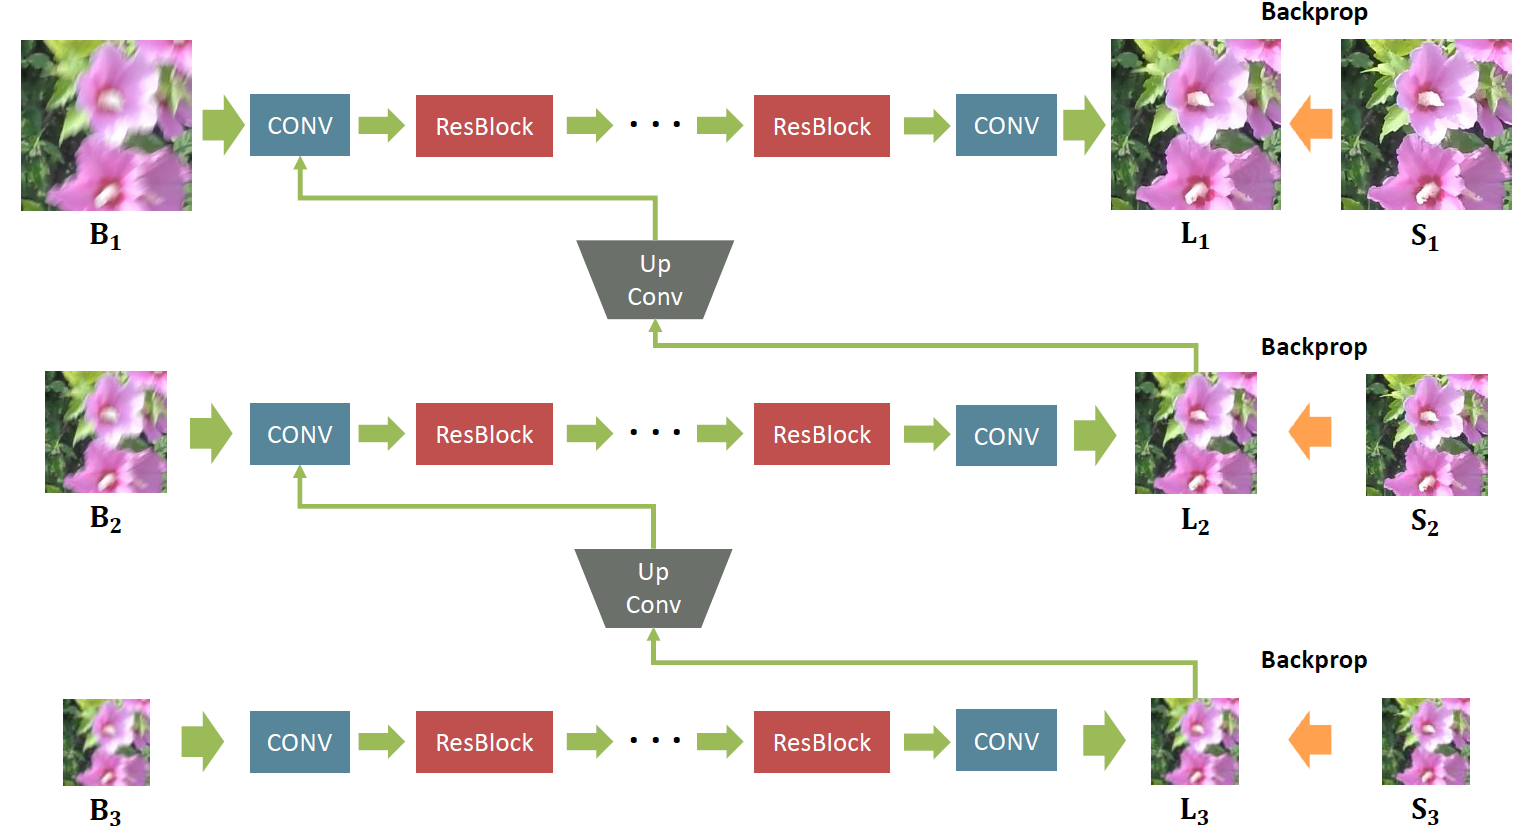 Backprop
CONV ResBlock . . . ResBlock CONV
B1 L1 S1
Up
Conv
Backprop
CONV ResBlock . . . ResBlock CONV
B2 L2 S2
Up
Conv
Backprop
CONV ResBlock . . . ResBlock CONV
B3 L3 S3